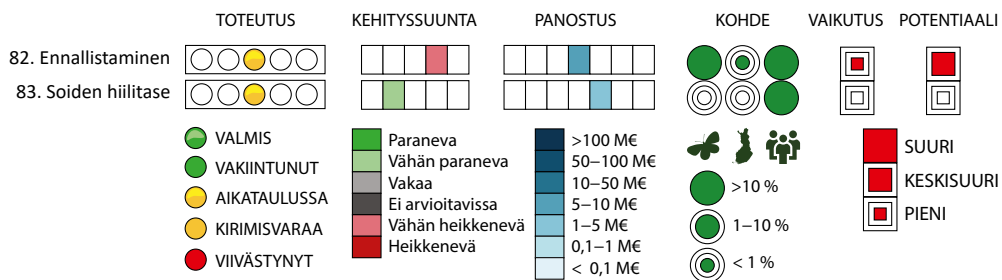 TOTEUTUS KEHITYSSUUNTA PANOSTUS KOHDE VAIKUTUS POTENTIAALI
82. Ennallistaminen
83. Soiden hiilitase
VALMIS
VAKIINTUNUT
AIKATAULUSSA
KIRIMISVARAA
VIIVÄSTYNYT
Paraneva
Vähän paraneva
Vakaa
Ei arvioitavissa
Vähän heikkenevä
Heikkenevä
>100 M€
50–100 M€
10–50 M€
5–10 M€
1–5 M€
0,1–1 M€
< 0,1 M€
>10 %
1–10 %
< 1 %
SUURI
KESKISUURI
PIENI